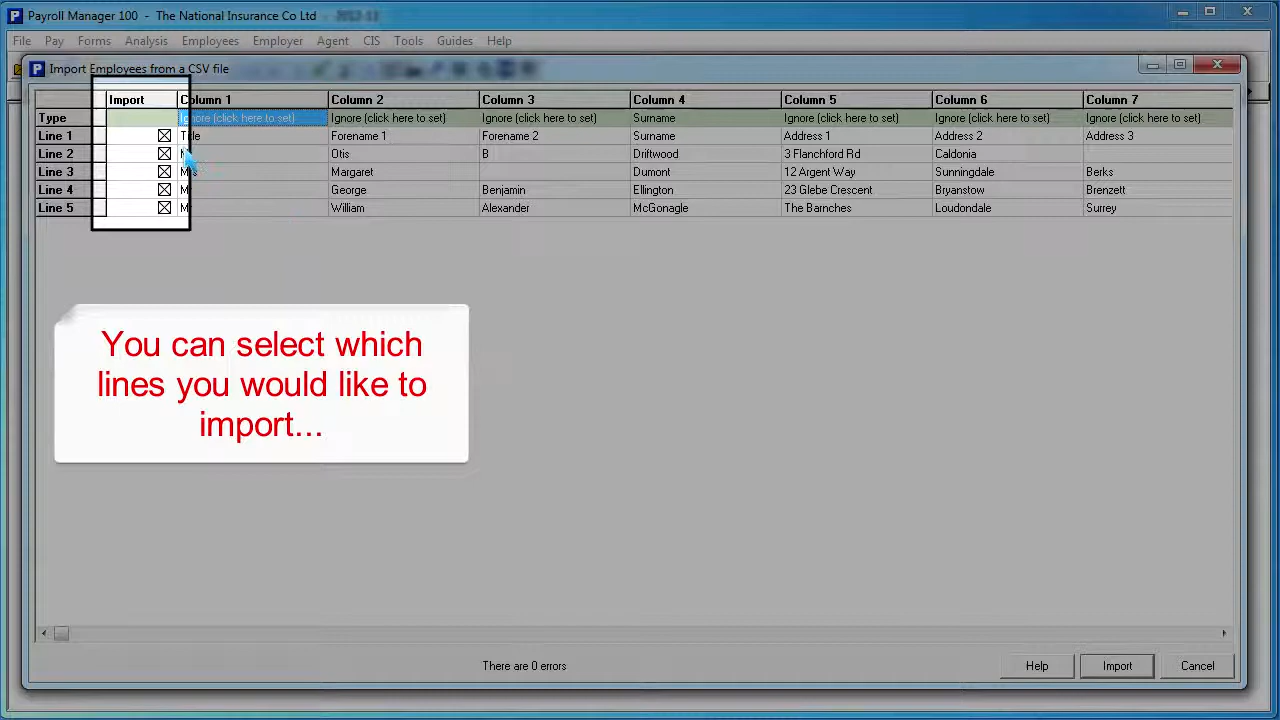 Payroll Manager 100 - The National Insurance Co Ltd 2012-13
File Pay Forms Analysis Employees Employer Agent CIS Tools Guides Help
Import Employees from a CSV file
Import Column 1 Column 2 Column 3 Column 4 Column 5 Column 6 Column 7
Type Ignore (click here to set) Ignore (click here to set) Ignore (click here to set) Surname Ignore (click here to set) Ignore (click here to set) Ignore (click here to set)
Line 1 Title Forename 1 Forename 2 Surname Address 1 Address 2 Address 3
Line 2 Otis B Driftwood 3 Flanchford Rd Caldonia
Line 3 Margaret Dumont 12 Argent Way Sunningdale Berks
Line 4 George Benjamin Ellington 23 Glebe Crescent Bryanstow Brenzett
Line 5 William Alexander McGonagle The Barnches Loudondale Surrey
You can select which
lines you would like to
import...
There are 0 errors
Help Import Cancel